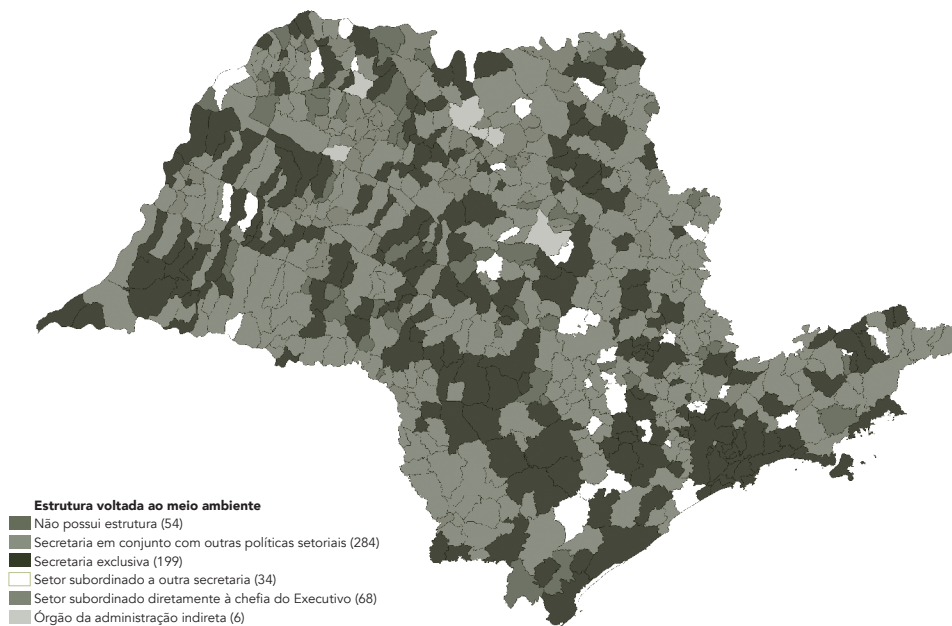 Estrutura voltada ao meio ambiente
Não possui estrutura (54)
Secretaria em conjunto com outras políticas setoriais (284)
Secretaria exclusiva (199)
Setor subordinado a outra secretaria (34)
Setor subordinado diretamente à chefia do Executivo (68)
Órgão da administração indireta (6)